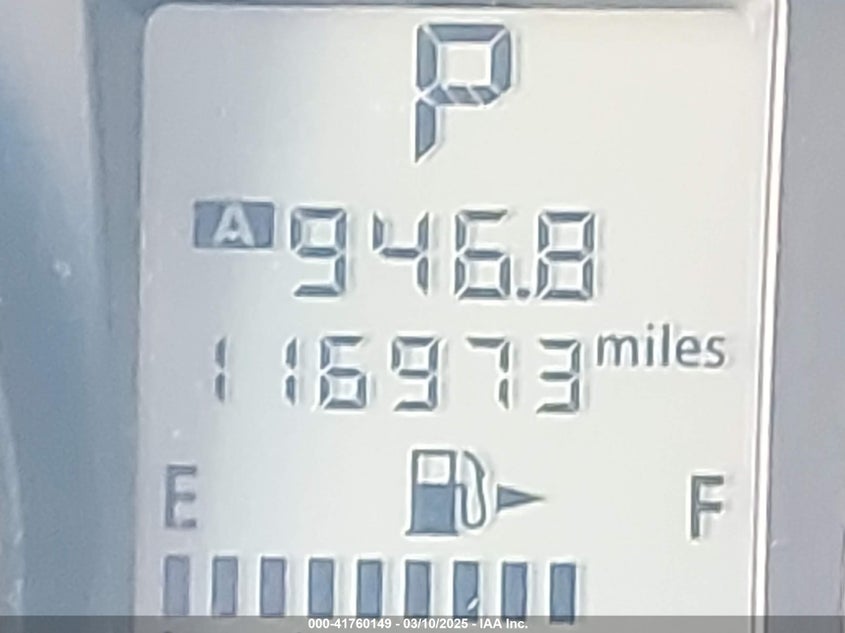 P
A 946.8
116973 miles
E F
000-41760149 - 03/10/2025 - IAA Inc.